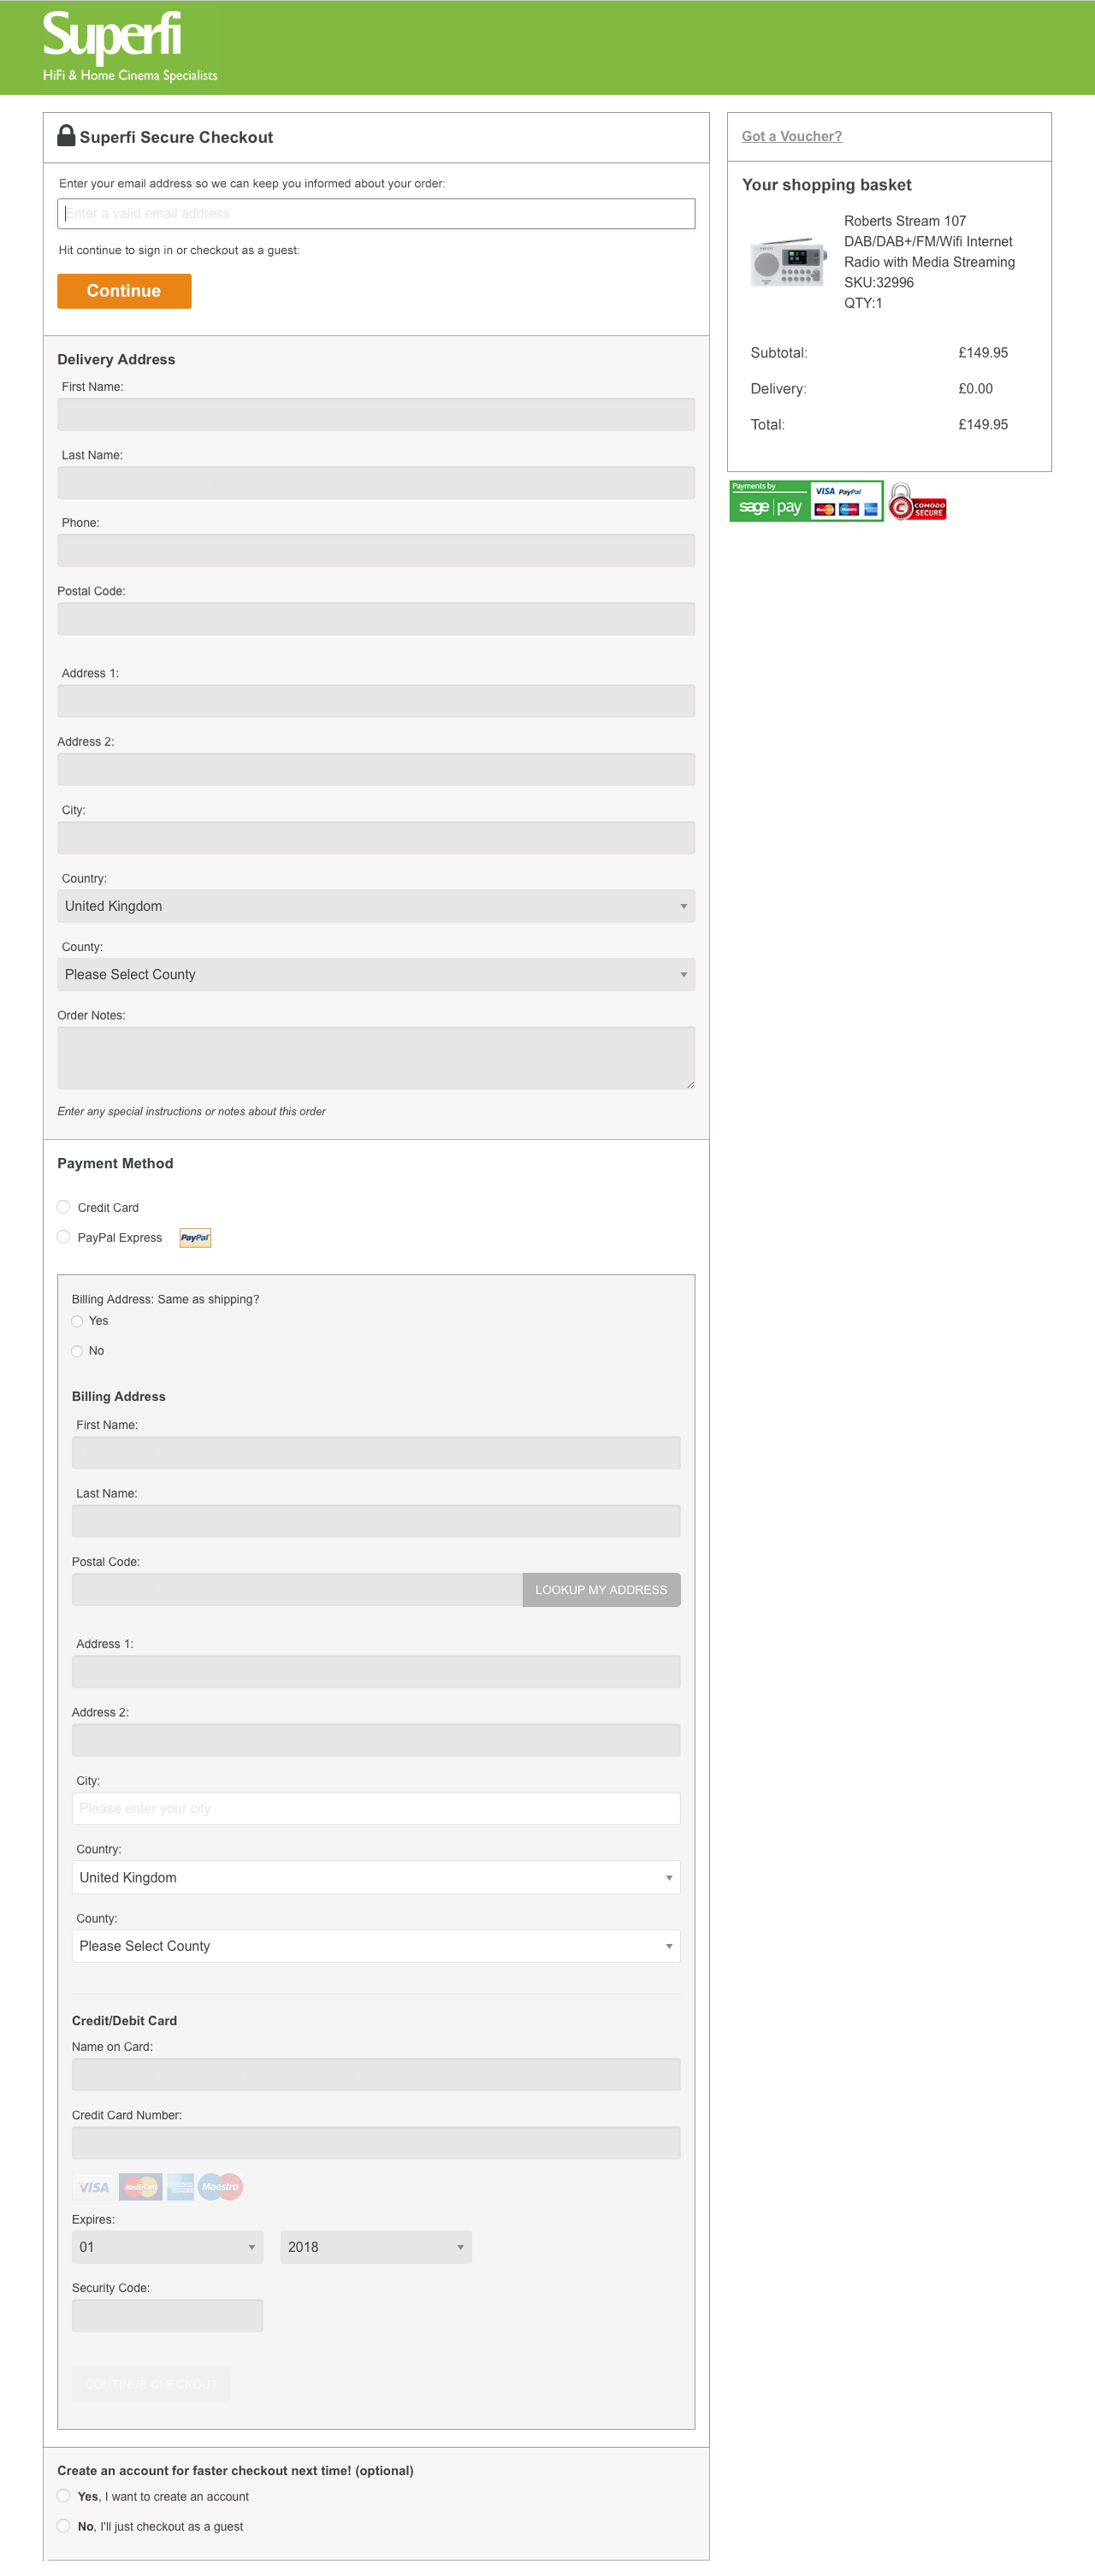 Superfi
HiFi & Home Cinema Specialists
Superfi Secure Checkout
Enter your email address so we can keep you informed about your order:
Enter a valid email address
Hit continue to sign in or checkout as a guest:
Continue
Delivery Address
First Name:
Last Name:
Phone:
Postal Code:
Address 1:
Address 2:
City:
Country:
United Kingdom
County:
Please Select County
Order Notes:
Enter any special instructions or notes about this order
Payment Method
Credit Card
PayPal Express PayPal
Billing Address: Same as shipping?
Yes
No
Billing Address
First Name:
Last Name:
Postal Code:
LOOKUP MY ADDRESS
Address 1:
Address 2:
City:
Please enter your city
Country:
United Kingdom
County:
Please Select County
Credit/Debit Card
Name on Card:
Credit Card Number:
VISA MasterCard Maestro
Expires:
01 2018
Security Code:
CONTINUE CHECKOUT
Create an account for faster checkout next time! (optional)
Yes, I want to create an account
No, I'll just checkout as a guest
Got a Voucher?
Your shopping basket
Roberts Stream 107
DAB/DAB+/FM/Wifi Internet
Radio with Media Streaming
SKU:32996
QTY:1
Subtotal: £149.95
Delivery: £0.00
Total: £149.95
Payments by
sage pay
VISA PayPal
COMODO
SECURE